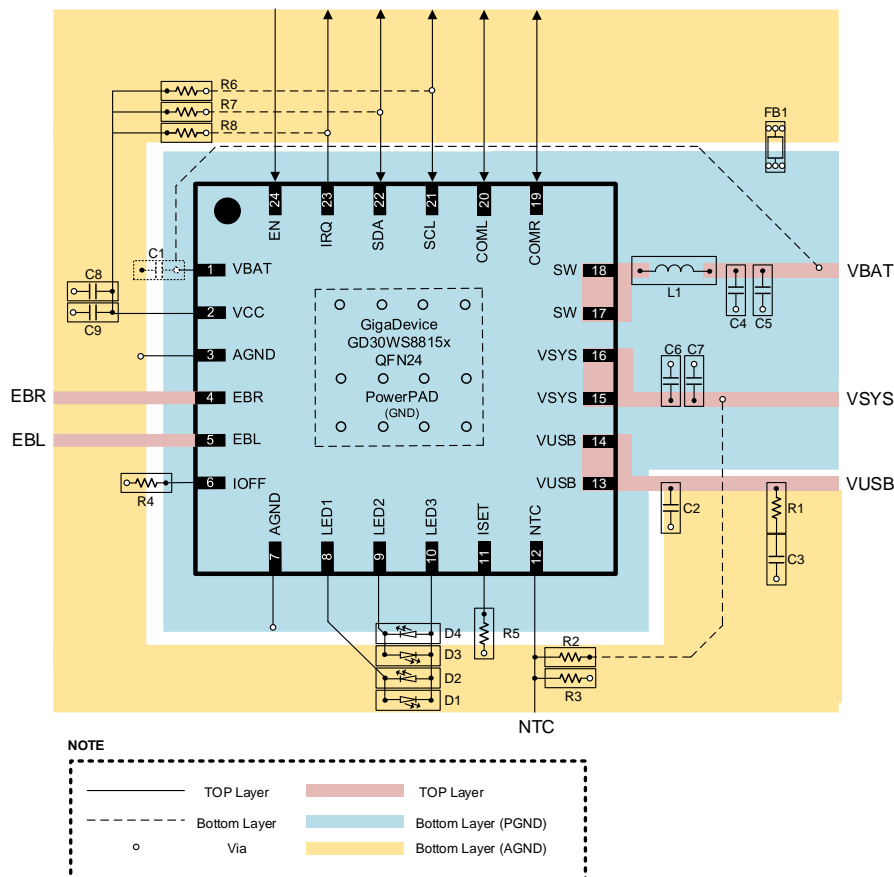 R6
R7
R8
FB1
24
23
22
21
20
19
EN
IRQ
SDA
SCL
COML
COMR
C1
1
VBAT
C8
2
VCC
C9
3
AGND
EBR
4
EBR
EBL
5
EBL
6
IOFF
R4
GigaDevice
GD30WS8815x
QFN24
PowerPAD
(GND)
SW
18
VBAT
L1
C4
C5
SW
17
VSYS
16
C6
C7
VSYS
15
VSYS
VUSB
14
VUSB
13
VUSB
C2
R1
C3
AGND
LED1
LED2
LED3
ISET
NTC
7
8
9
10
11
12
D4
R5
D3
R2
D2
R3
D1
NTC
NOTE
TOP Layer
TOP Layer
Bottom Layer
Bottom Layer (PGND)
Via
Bottom Layer (AGND)